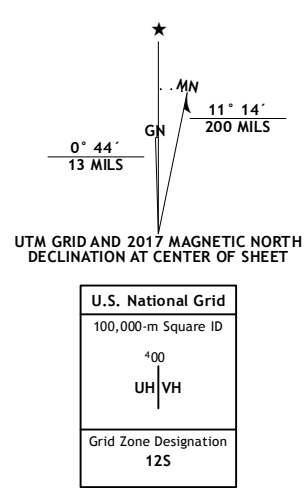 ★
MN
GN
11° 14´
200 MILS
0° 44´
13 MILS
UTM GRID AND 2017 MAGNETIC NORTH
DECLINATION AT CENTER OF SHEET
U.S. National Grid
100,000-m Square ID
⁴00
UH VH
Grid Zone Designation
12S